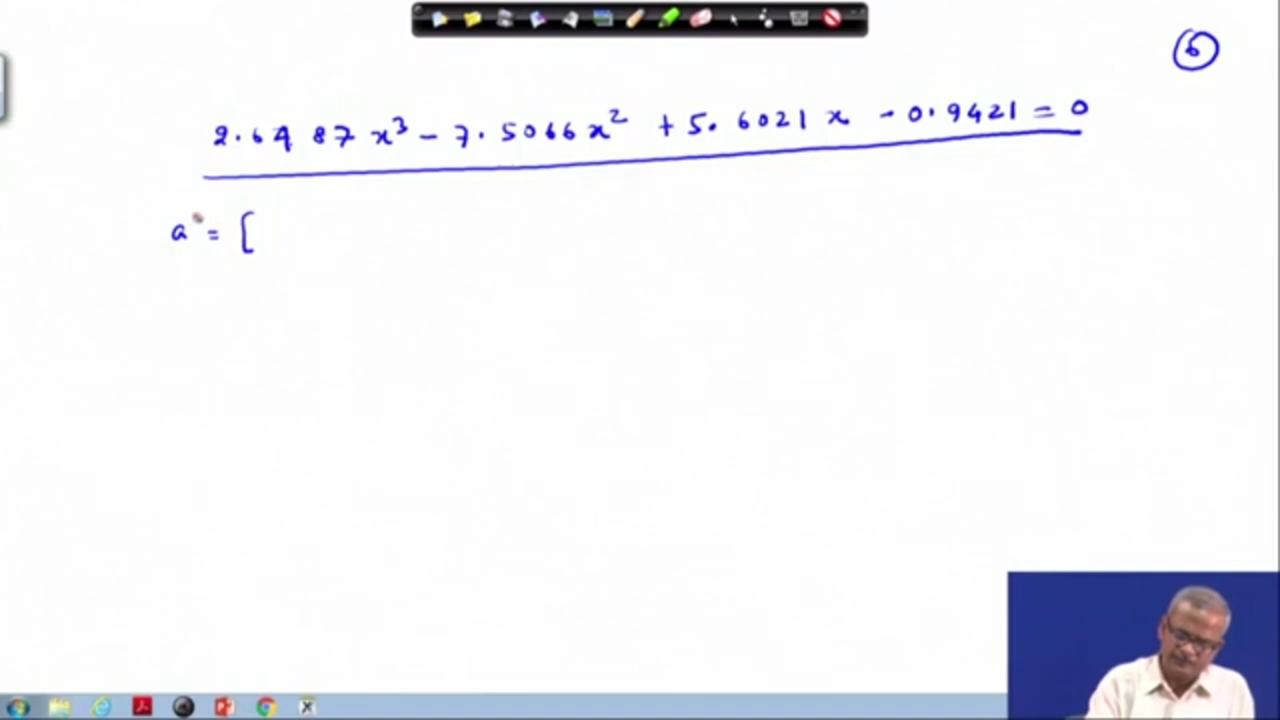 6
2.6487 x³ - 7.5066 x² + 5.6021 x - 0.9421 = 0
a = [